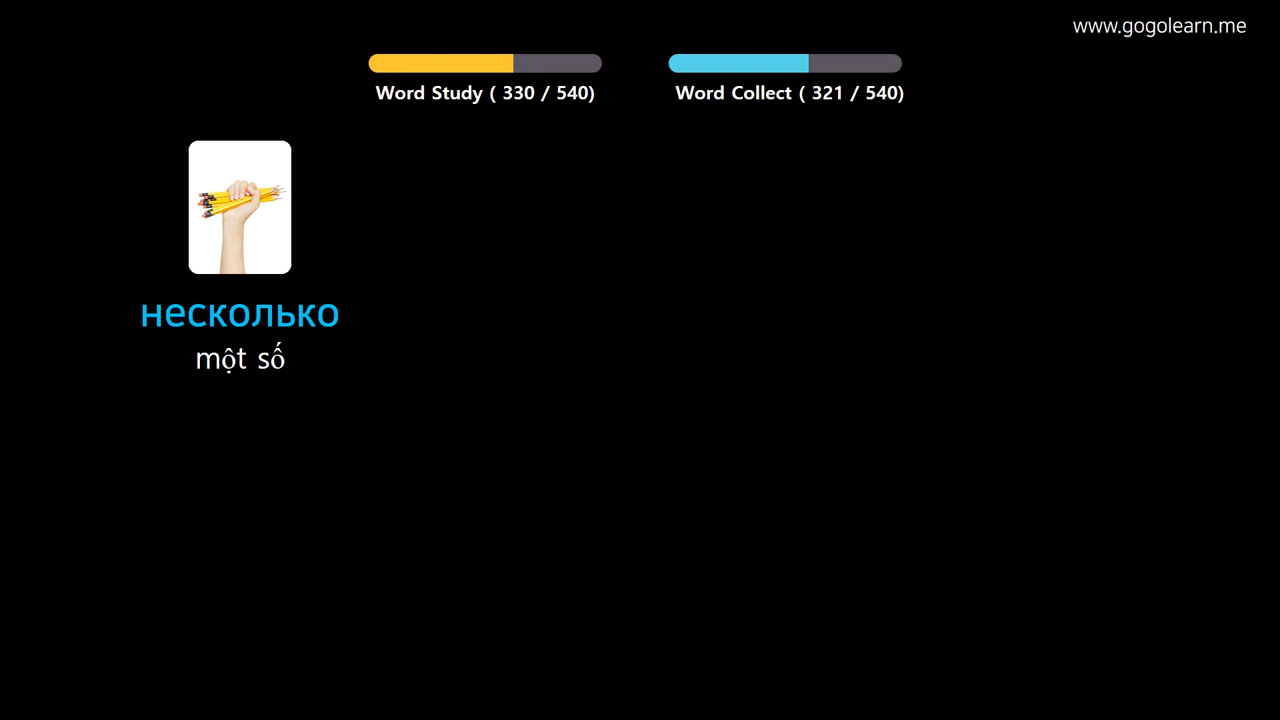 www.gogolearn.me
Word Study ( 330 / 540)
Word Collect ( 321 / 540)
несколько
một số